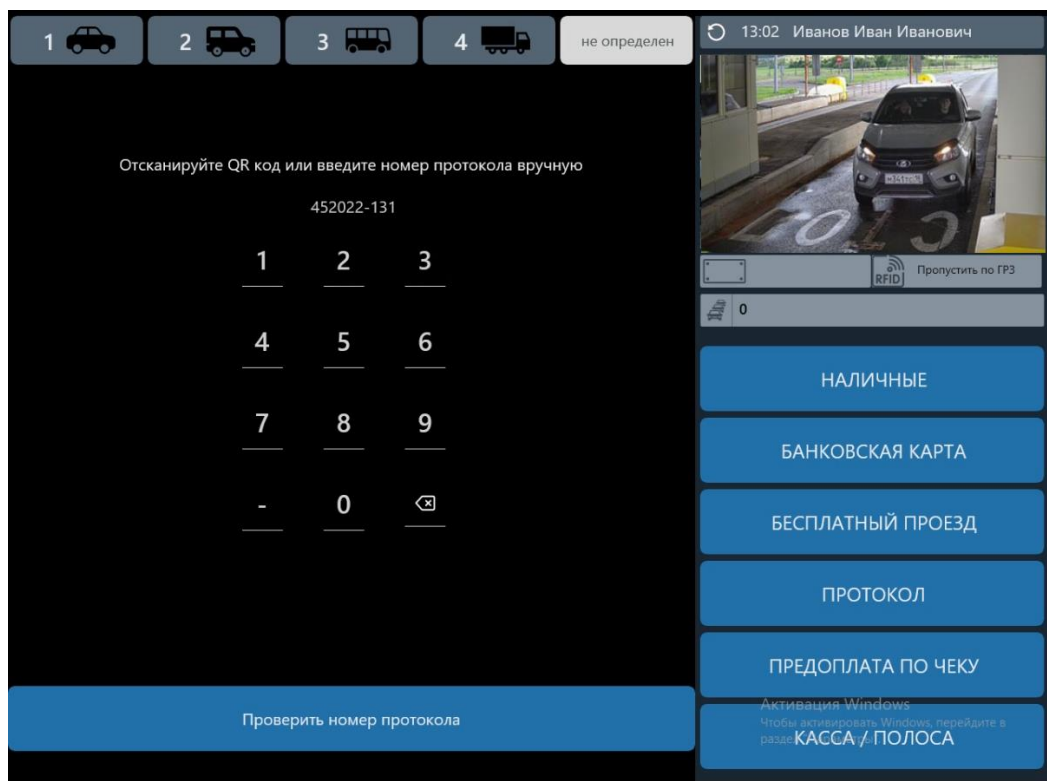 1
2
3
4
не определен
13:02 Иванов Иван Иванович
Отсканируйте QR код или введите номер протокола вручную
452022-131
1 2 3
4 5 6
7 8 9
- 0
Проверить номер протокола
RFID Пропустить по ГРЗ
0
НАЛИЧНЫЕ
БАНКОВСКАЯ КАРТА
БЕСПЛАТНЫЙ ПРОЕЗД
ПРОТОКОЛ
ПРЕДОПЛАТА ПО ЧЕКУ
Активация Windows
Чтобы активировать Windows, перейдите в
раздел
КАССА / ПОЛОСА